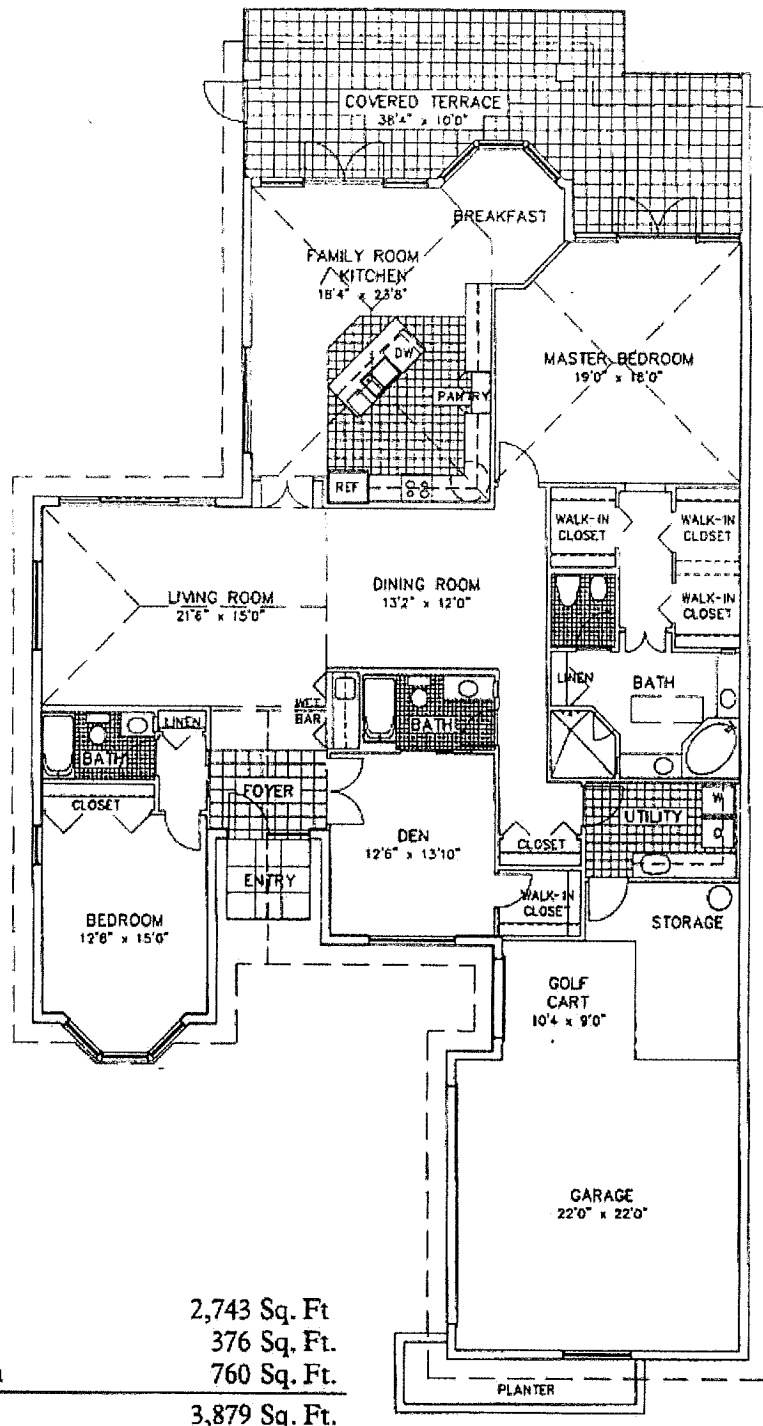 COVERED TERRACE
38'4" x 10'0"
BREAKFAST
FAMILY ROOM
/ KITCHEN
18'4" x 23'8"
DW
MASTER BEDROOM
19'0" x 18'0"
PANTRY
REF
WALK-IN
CLOSET
WALK-IN
CLOSET
WALK-IN
CLOSET
LIVING ROOM
21'6" x 15'0"
DINING ROOM
13'2" x 12'0"
LINEN
BATH
WET
BAR
BATH
LINEN
BATH
CLOSET
FOYER
DEN
12'6" x 13'10"
W
D
UTILITY
CLOSET
ENTRY
WALK-IN
CLOSET
STORAGE
BEDROOM
12'6" x 15'0"
GOLF
CART
10'4 x 9'0"
GARAGE
22'0" x 22'0"
PLANTER
2,743 Sq. Ft
376 Sq. Ft.
760 Sq. Ft.
3,879 Sq. Ft.